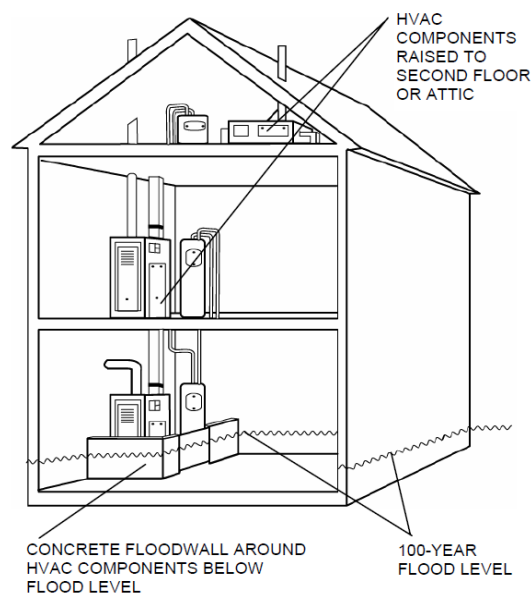 HVAC
COMPONENTS
RAISED TO
SECOND FLOOR
OR ATTIC
CONCRETE FLOODWALL AROUND
HVAC COMPONENTS BELOW
FLOOD LEVEL
100-YEAR
FLOOD LEVEL